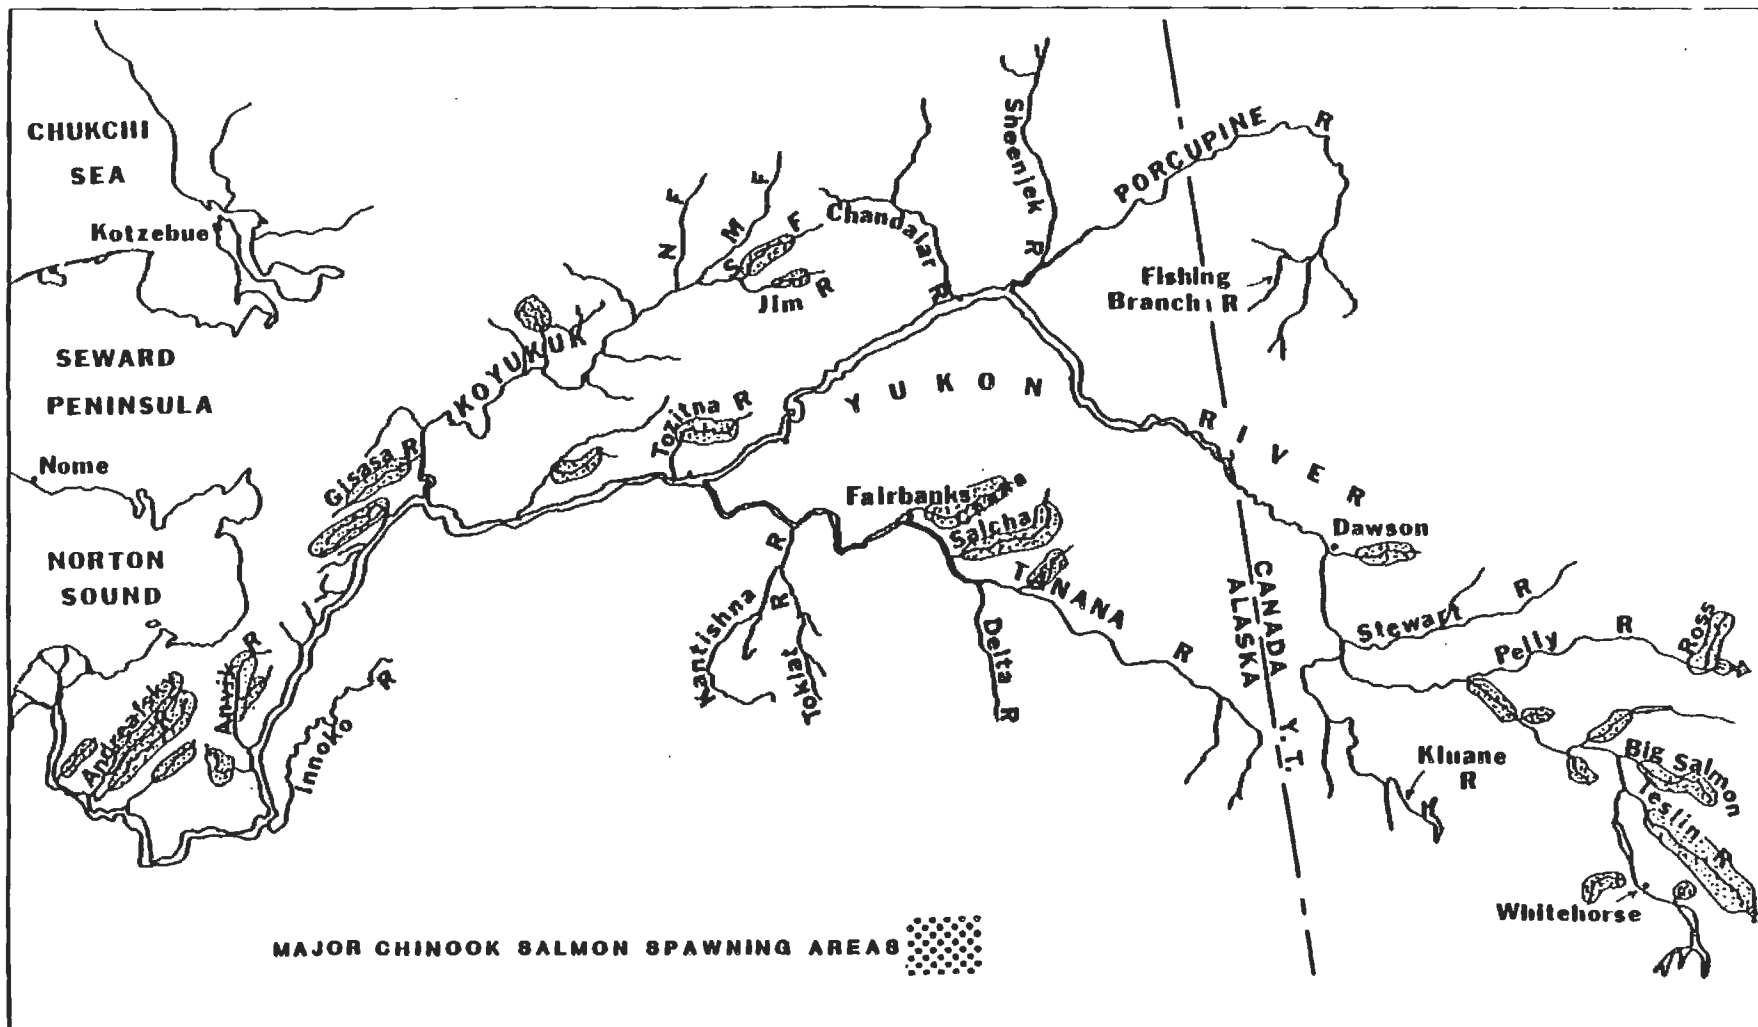 CHUKCHI
SEA
Kotzebue
SEWARD
PENINSULA
Nome
NORTON
SOUND
N F
M F
S F
Jim R
Chandalar R
Sheenjek R
PORCUPINE R
Fishing
Branch R
KOYUKUK
Gisasa R
Tozitna R
YUKON
RIVER
Fairbanks
Salcha
TANANA R
Delta R
Kantishna R
Toklat R
Andreafsky R
Anvik R
Innoko R
CANADA
ALASKA
Y.T.
Dawson
Stewart R
Pelly R
Ross
Kluane
R
Big Salmon
Teslin R
Whitehorse
MAJOR CHINOOK SALMON SPAWNING AREAS